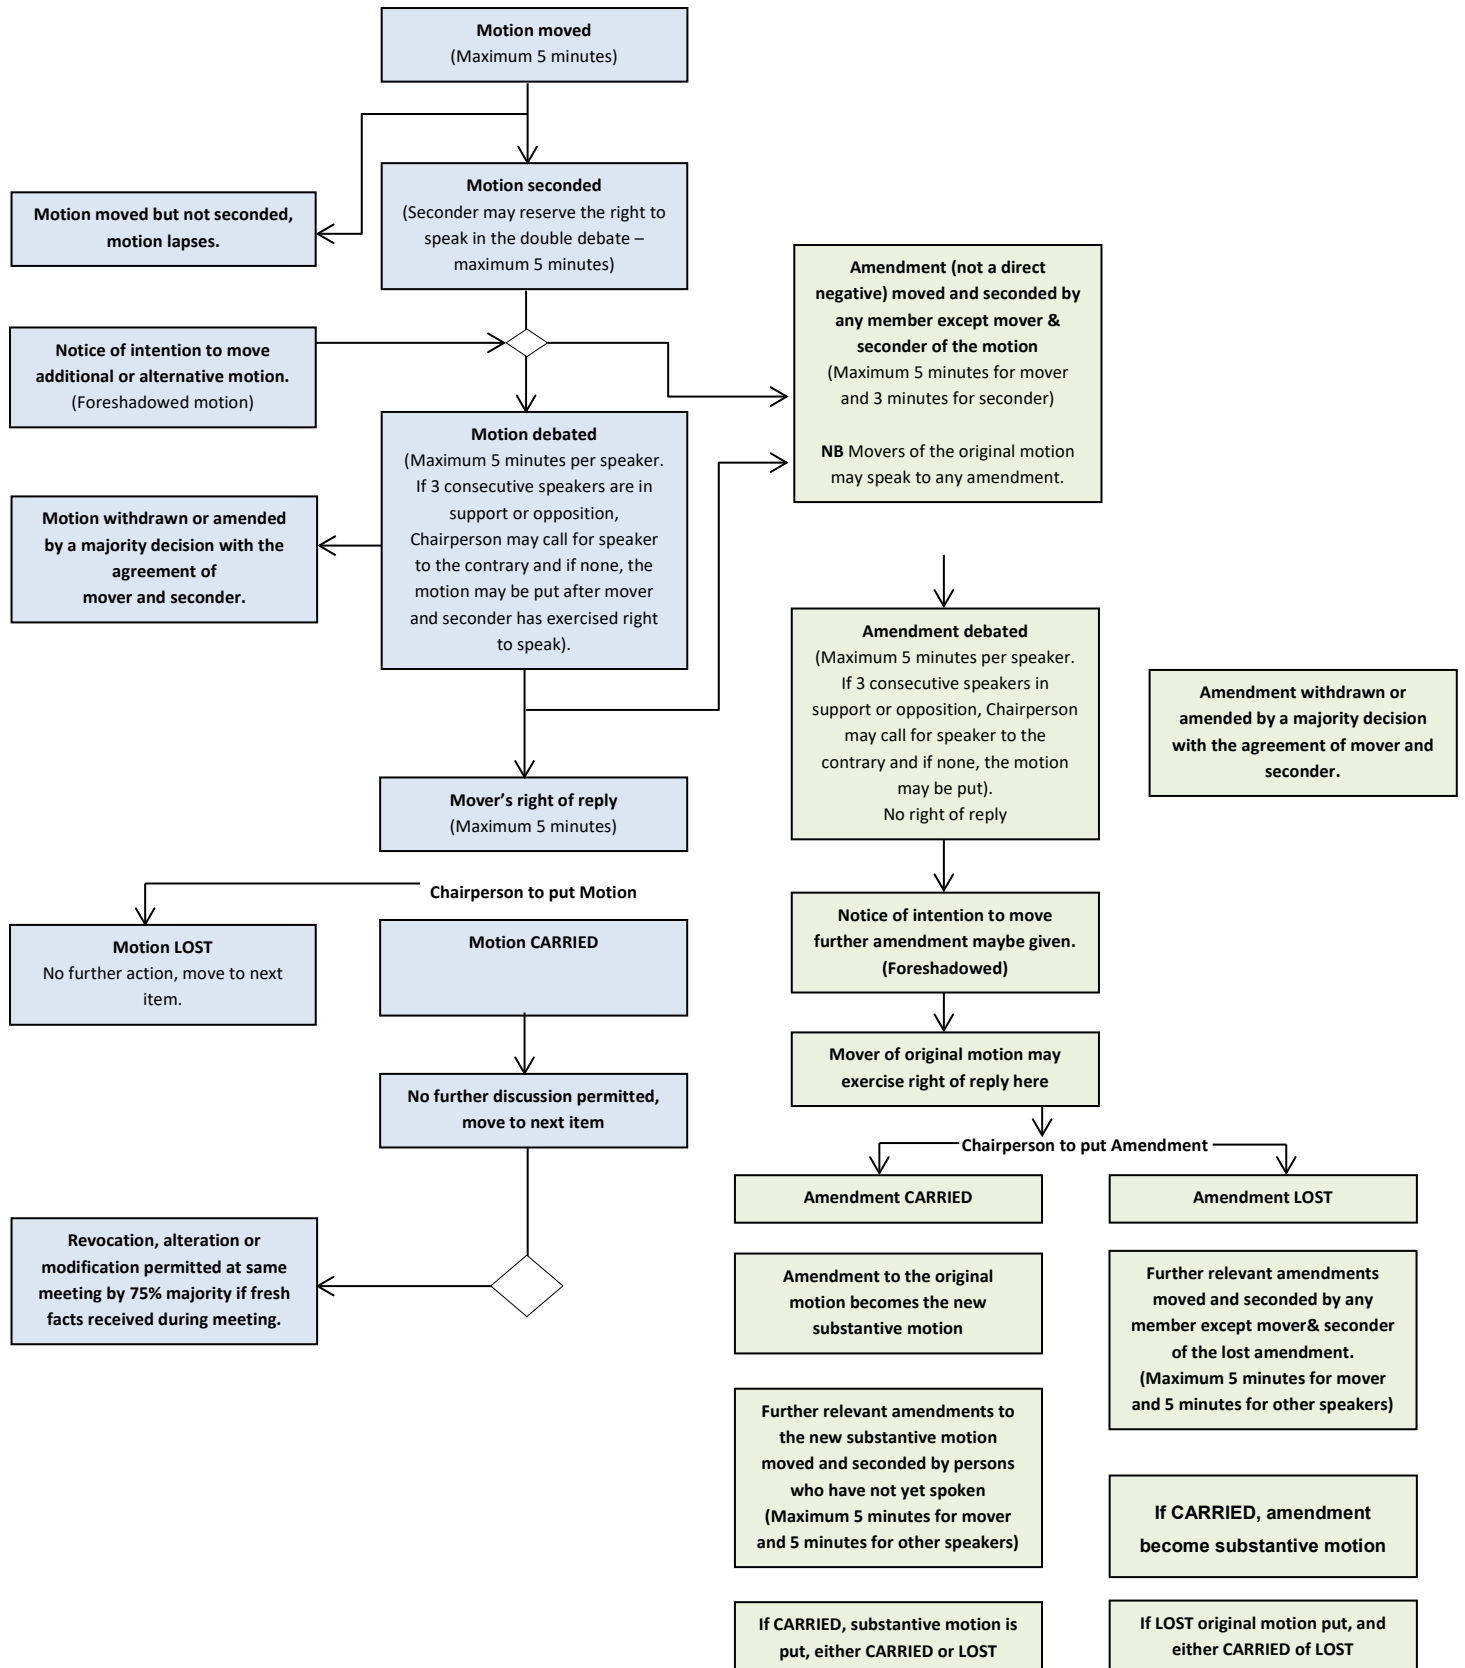 Motion moved
(Maximum 5 minutes)
Motion seconded
(Seconder may reserve the right to
speak in the double debate –
maximum 5 minutes)
Motion moved but not seconded,
motion lapses.
Notice of intention to move
additional or alternative motion.
(Foreshadowed motion)
Amendment (not a direct
negative) moved and seconded by
any member except mover &
seconder of the motion
(Maximum 5 minutes for mover
and 3 minutes for seconder)
NB Movers of the original motion
may speak to any amendment.
Motion debated
(Maximum 5 minutes per speaker.
If 3 consecutive speakers are in
support or opposition,
Chairperson may call for speaker
to the contrary and if none, the
motion may be put after mover
and seconder has exercised right
to speak).
Motion withdrawn or amended
by a majority decision with the
agreement of
mover and seconder.
Amendment debated
(Maximum 5 minutes per speaker.
If 3 consecutive speakers in
support or opposition, Chairperson
may call for speaker to the
contrary and if none, the motion
may be put).
No right of reply
Amendment withdrawn or
amended by a majority decision
with the agreement of mover and
seconder.
Mover’s right of reply
(Maximum 5 minutes)
Chairperson to put Motion
Motion LOST
No further action, move to next
item.
Motion CARRIED
Notice of intention to move
further amendment maybe given.
(Foreshadowed)
Mover of original motion may
exercise right of reply here
No further discussion permitted,
move to next item
Chairperson to put Amendment
Amendment CARRIED
Amendment LOST
Revocation, alteration or
modification permitted at same
meeting by 75% majority if fresh
facts received during meeting.
Amendment to the original
motion becomes the new
substantive motion
Further relevant amendments
moved and seconded by any
member except mover& seconder
of the lost amendment.
(Maximum 5 minutes for mover
and 5 minutes for other speakers)
Further relevant amendments to
the new substantive motion
moved and seconded by persons
who have not yet spoken
(Maximum 5 minutes for mover
and 5 minutes for other speakers)
If CARRIED, amendment
become substantive motion
If CARRIED, substantive motion is
put, either CARRIED or LOST
If LOST original motion put, and
either CARRIED of LOST